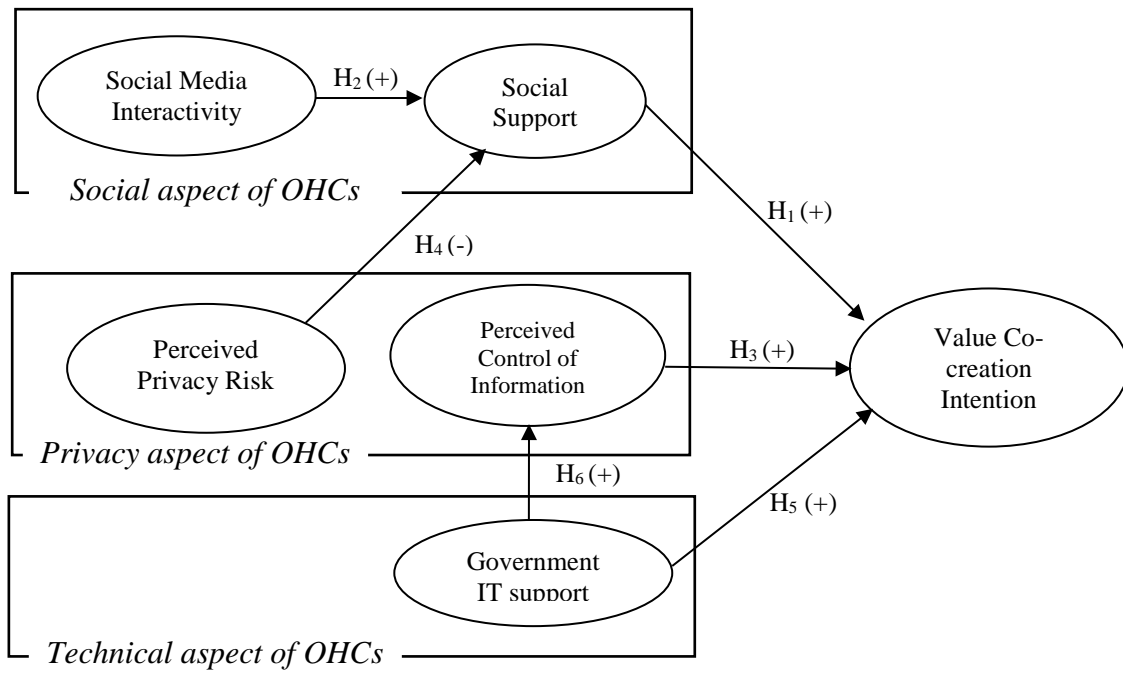 Social Media
Interactivity
H₂ (+)
Social
Support
Social aspect of OHCs
H₁ (+)
H₄ (-)
Perceived
Privacy Risk
Perceived
Control of
Information
H₃ (+)
Value Co-
creation
Intention
Privacy aspect of OHCs
H₆ (+)
H₅ (+)
Government
IT support
Technical aspect of OHCs